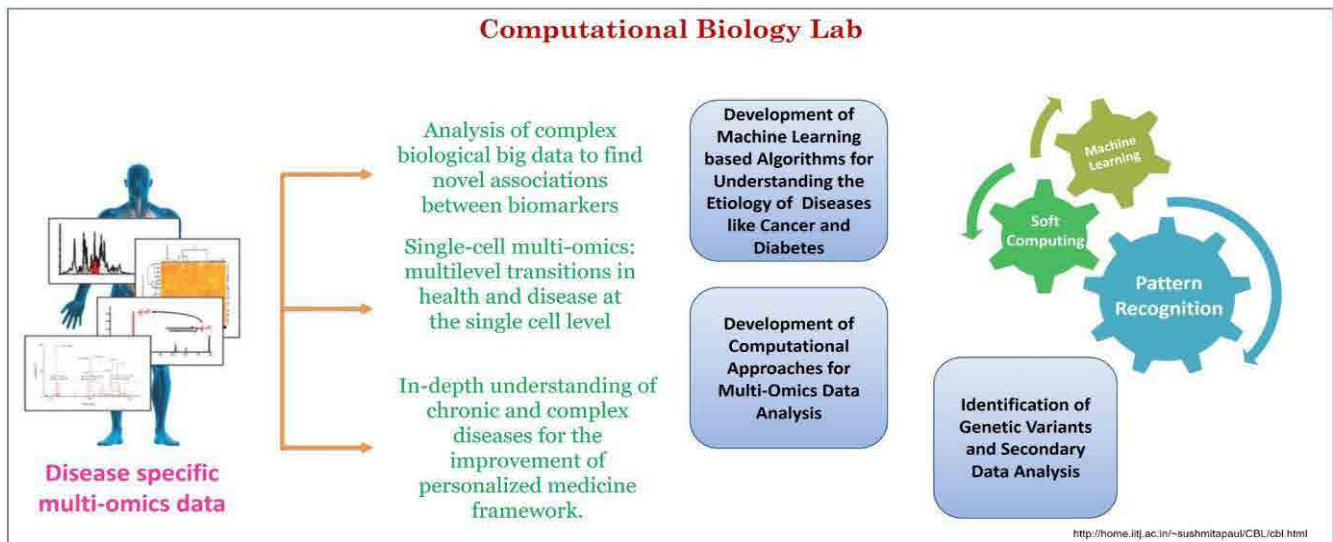 Computational Biology Lab
Analysis of complex
biological big data to find
novel associations
between biomarkers
Single-cell multi-omics:
multilevel transitions in
health and disease at
the single cell level
In-depth understanding of
chronic and complex
diseases for the
improvement of
personalized medicine
framework.
Disease specific
multi-omics data
Development of
Machine Learning
based Algorithms for
Understanding the
Etiology of Diseases
like Cancer and
Diabetes
Development of
Computational
Approaches for
Multi-Omics Data
Analysis
Machine
Learning
Soft
Computing
Pattern
Recognition
Identification of
Genetic Variants
and Secondary
Data Analysis
http://home.iitj.ac.in/~sushmitapaul/CBL/cbl.html